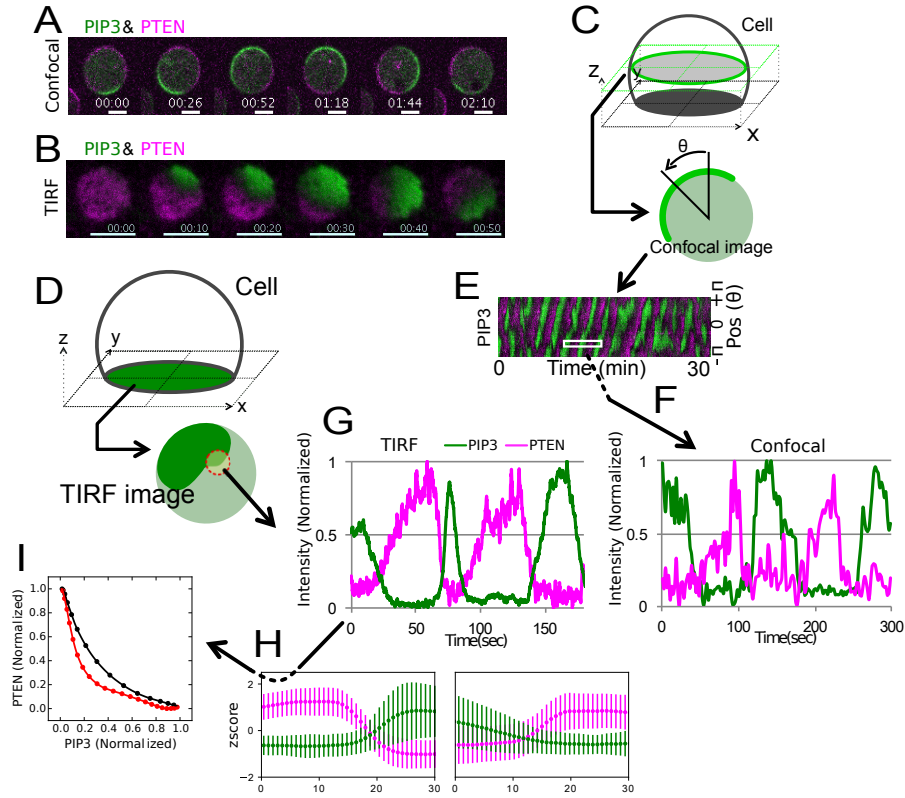 A
PIP3& PTEN
Confocal
00:00 00:26 00:52 01:18 01:44 02:10
B
PIP3& PTEN
TIRF
00:00 00:10 00:20 00:30 00:40 00:50
C
Cell
z
y
x
θ
Confocal image
D
Cell
z
y
x
TIRF image
E
PIP3
+π
0
-π
Pos (θ)
0 Time (min) 30
F
Confocal
Intensity (Normalized)
1
0.5
0
0 100 200 300
Time(sec)
G
TIRF PIP3 PTEN
Intensity (Normalized)
1
0.5
0
0 50 100 150
Time(sec)
H
zscore
2
0
−2
0 10 20 30
0 10 20 30
I
PTEN (Normalized)
1.0
0.8
0.6
0.4
0.2
0.0
0.0 0.2 0.4 0.6 0.8 1.0
PIP3 (Normalized)